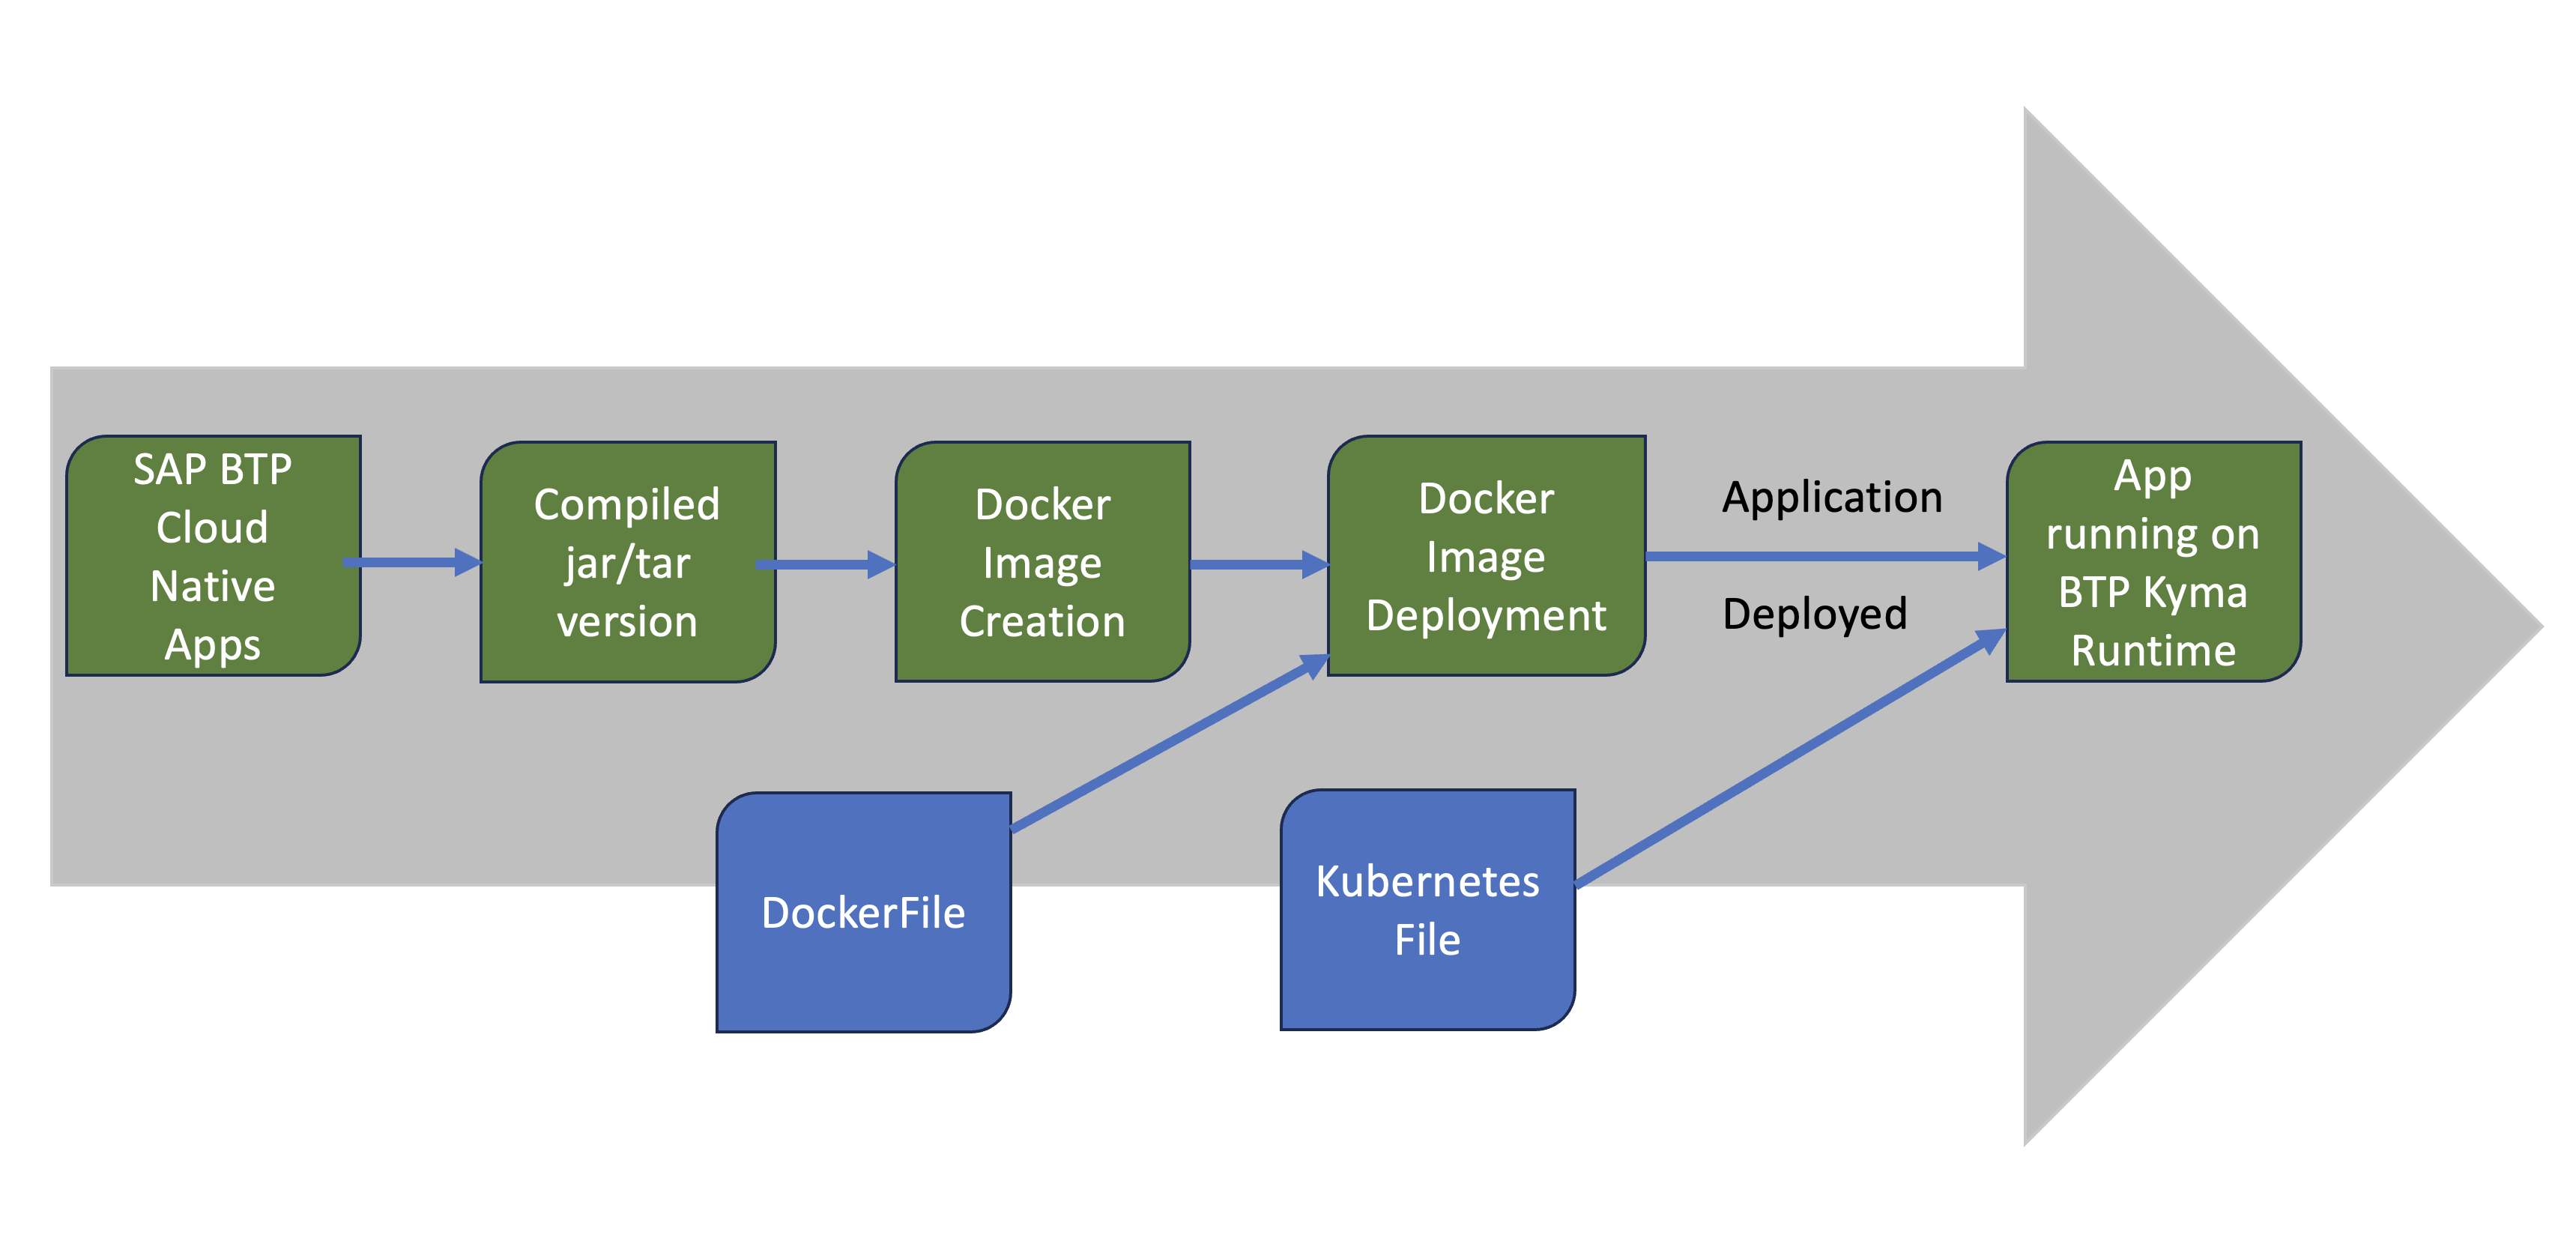 SAP BTP
Cloud
Native
Apps
Compiled
jar/tar
version
Docker
Image
Creation
Docker
Image
Deployment
Application
Deployed
App
running on
BTP Kyma
Runtime
DockerFile
Kubernetes
File